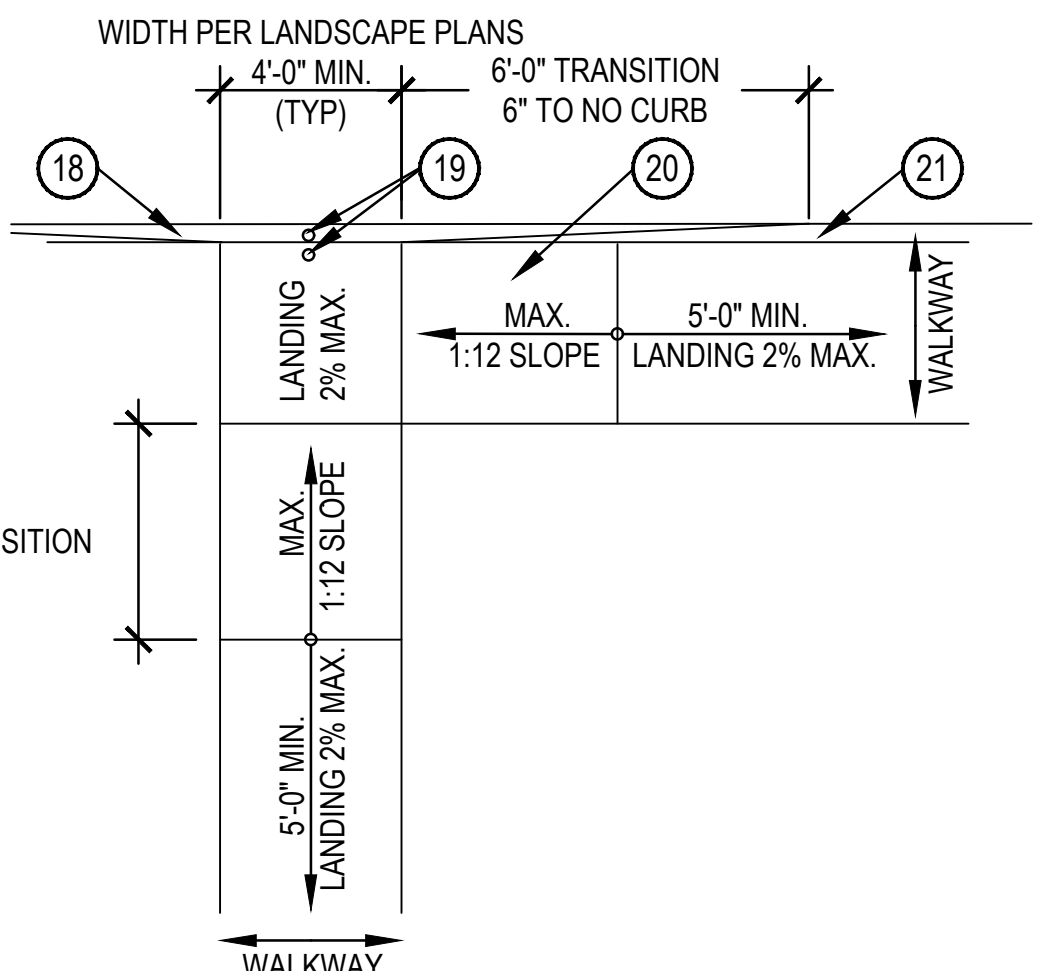 WIDTH PER LANDSCAPE PLANS
4'-0" MIN.
(TYP)
6'-0" TRANSITION
6" TO NO CURB
18
19
20
21
LANDING
2% MAX.
MAX.
1:12 SLOPE
5'-0" MIN.
LANDING 2% MAX.
WALKWAY
SITION
MAX.
1:12 SLOPE
5'-0" MIN.
LANDING 2% MAX.
WALKWAY